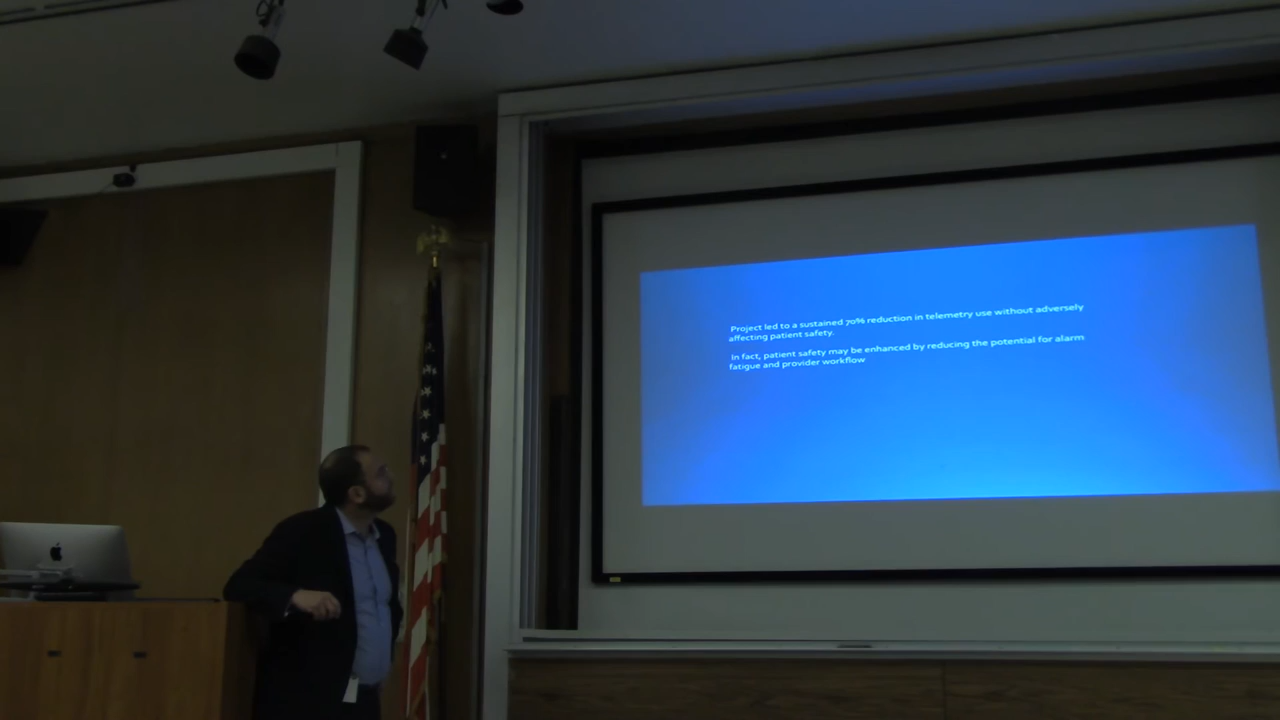 Project led to a sustained 70% reduction in telemetry use without adversely
affecting patient safety.
In fact, patient safety may be enhanced by reducing the potential for alarm
fatigue and provider workflow